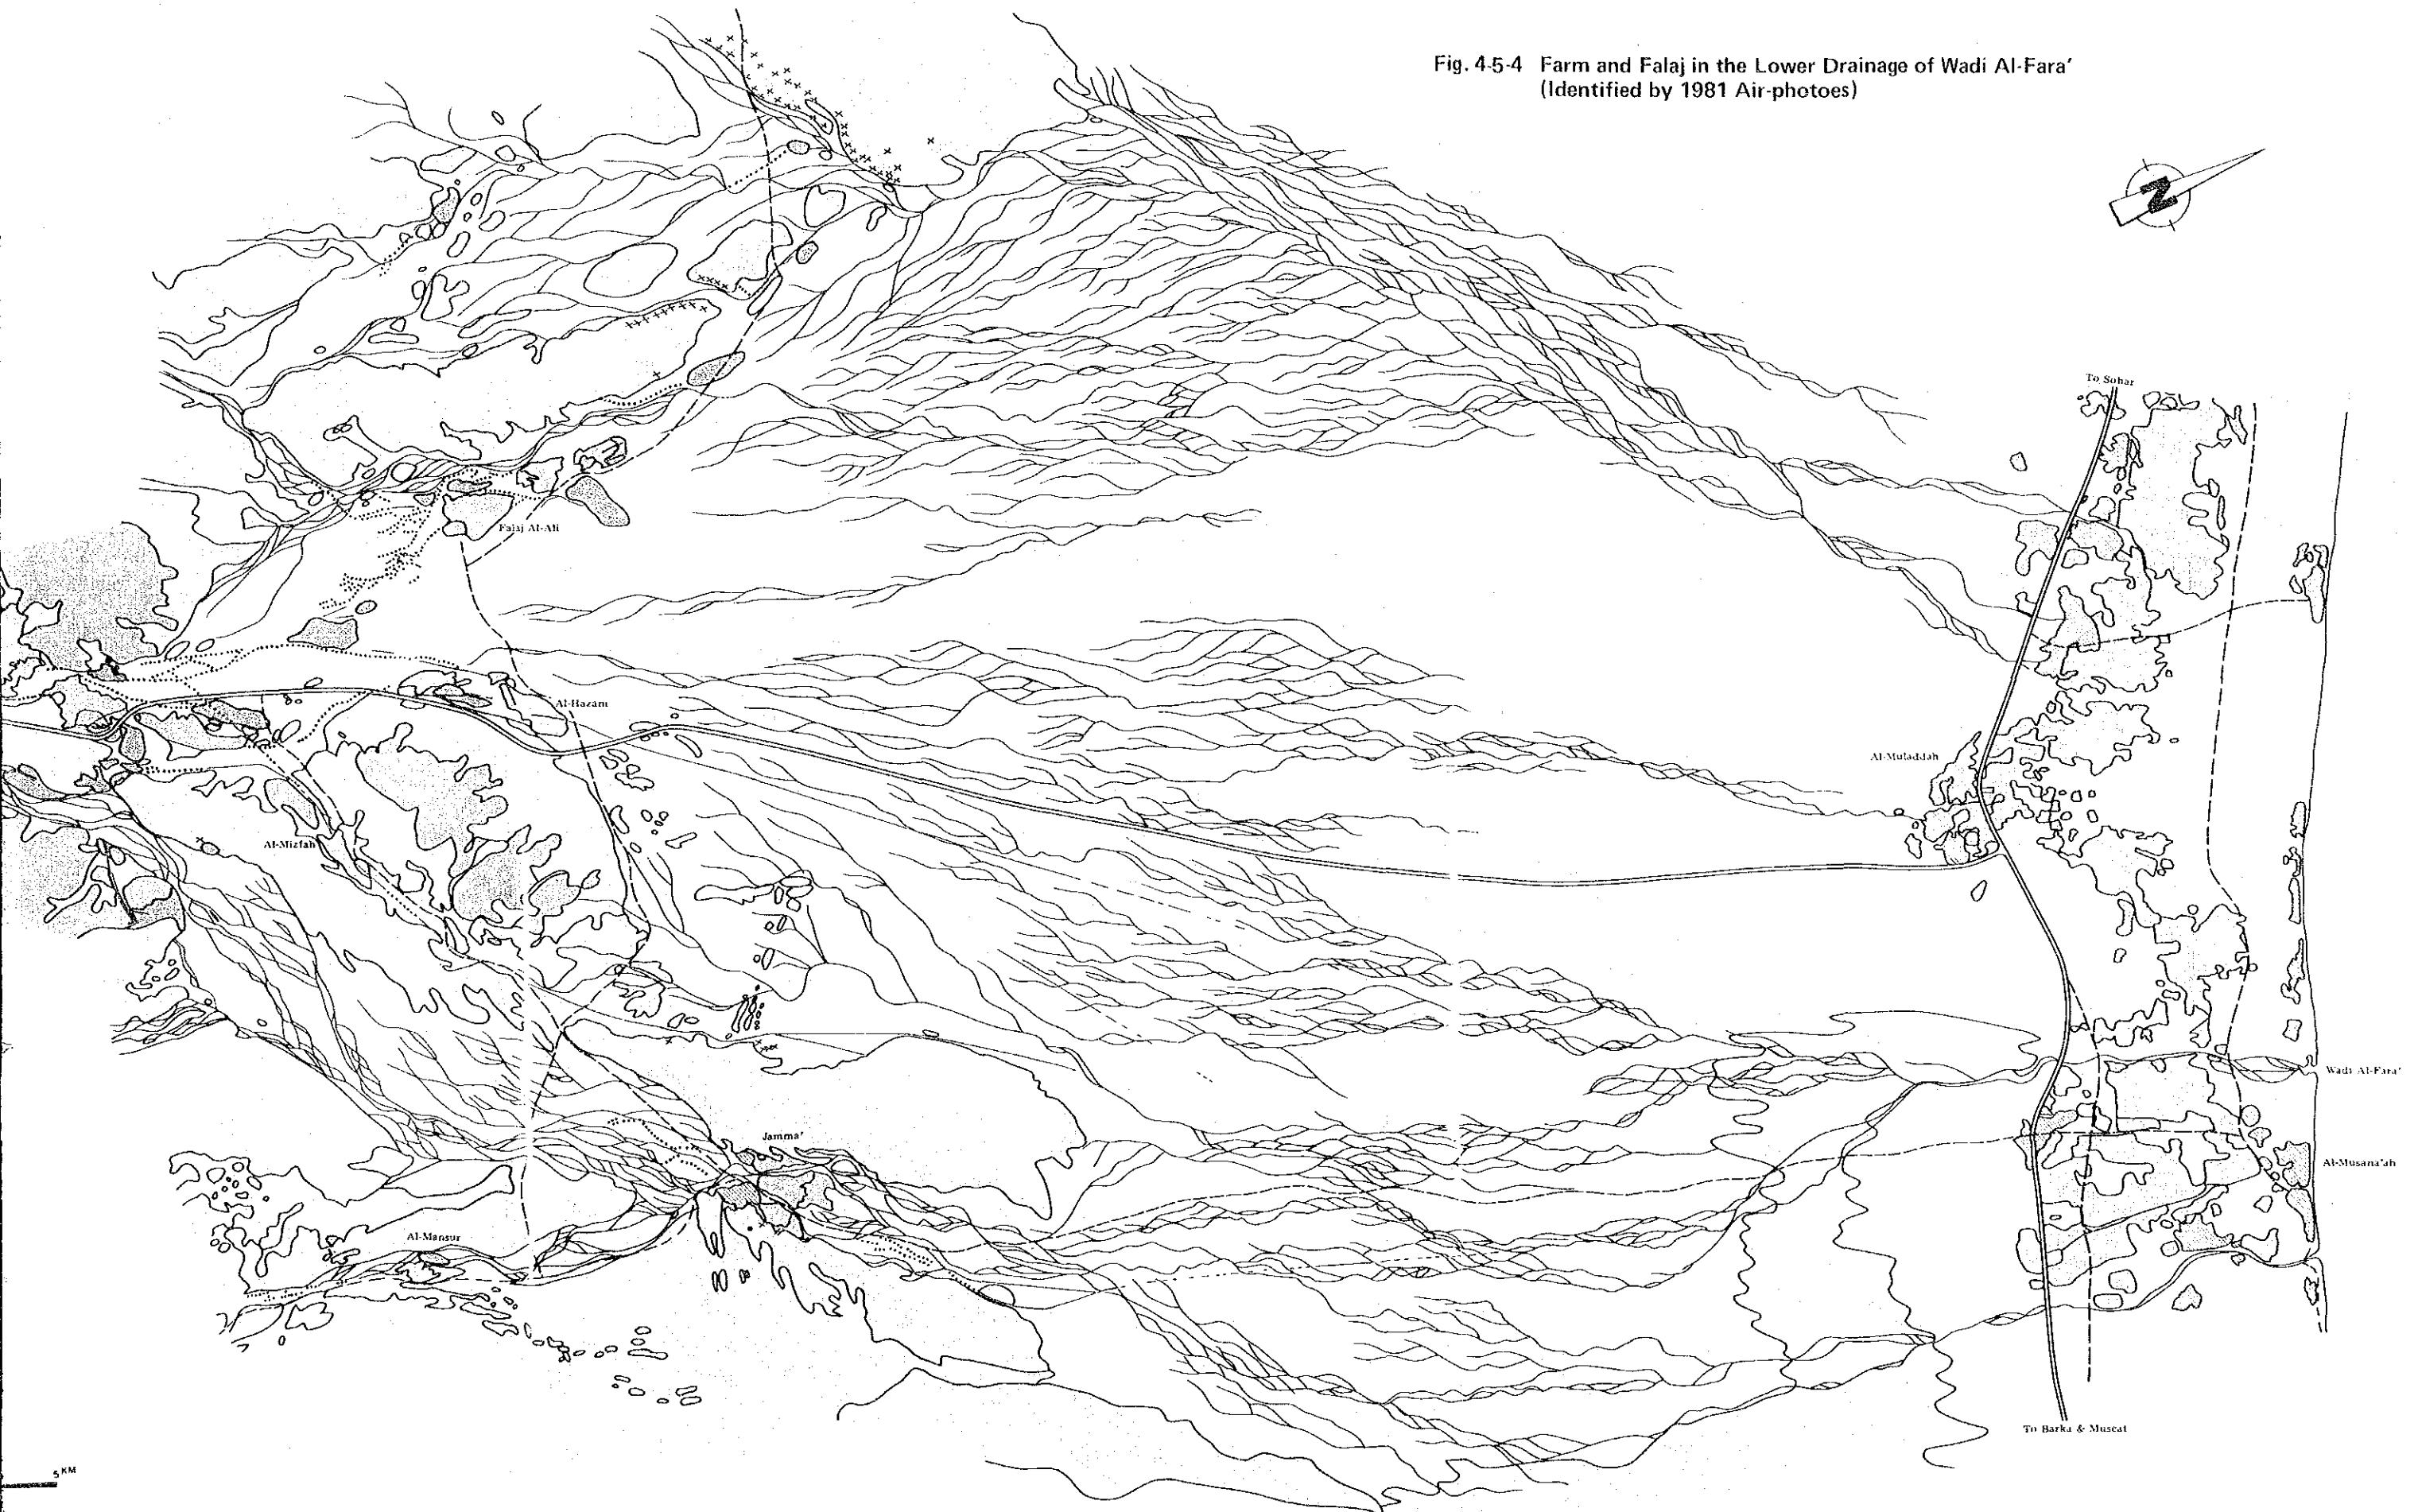 Fig. 4-5-4 Farm and Falaj in the Lower Drainage of Wadi Al-Fara'
(Identified by 1981 Air-photoes)
N
To Sohar
Falaj Al-Ali
Al-Hazam
Al-Muladdah
Al-Mizfah
Wadi Al-Fara'
Jamma'
Al-Musana'ah
Al-Mansur
To Barka & Muscat
5 KM